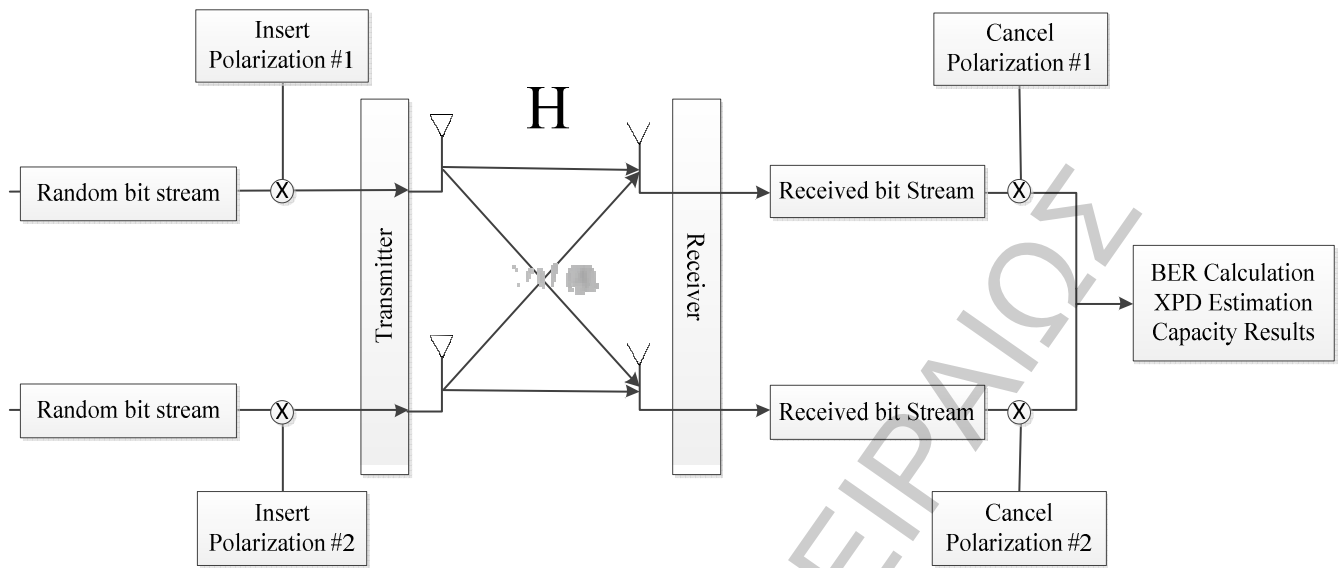 Insert
Polarization #1
Cancel
Polarization #1
H
Random bit stream
X
Received bit Stream
X
Transmitter
Receiver
BER Calculation
XPD Estimation
Capacity Results
Random bit stream
X
Received bit Stream
X
Insert
Polarization #2
Cancel
Polarization #2
ΕΙΡΑΙΩΣ